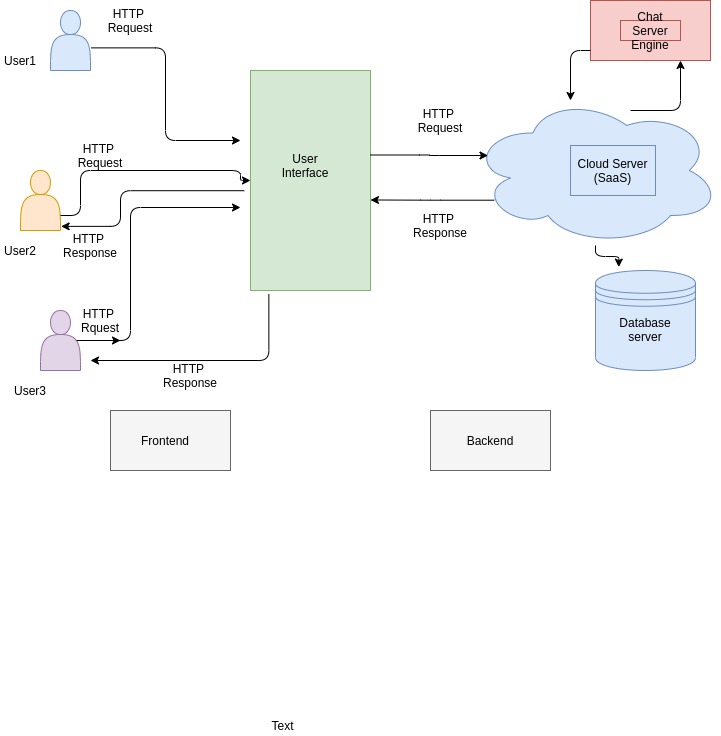 HTTP
Request
User1
Chat
Server
Engine
HTTP
Request
User
Interface
HTTP
Request
Cloud Server
(SaaS)
User2
HTTP
Response
HTTP
Response
HTTP
Rquest
Database
server
User3
HTTP
Response
Frontend
Backend
Text